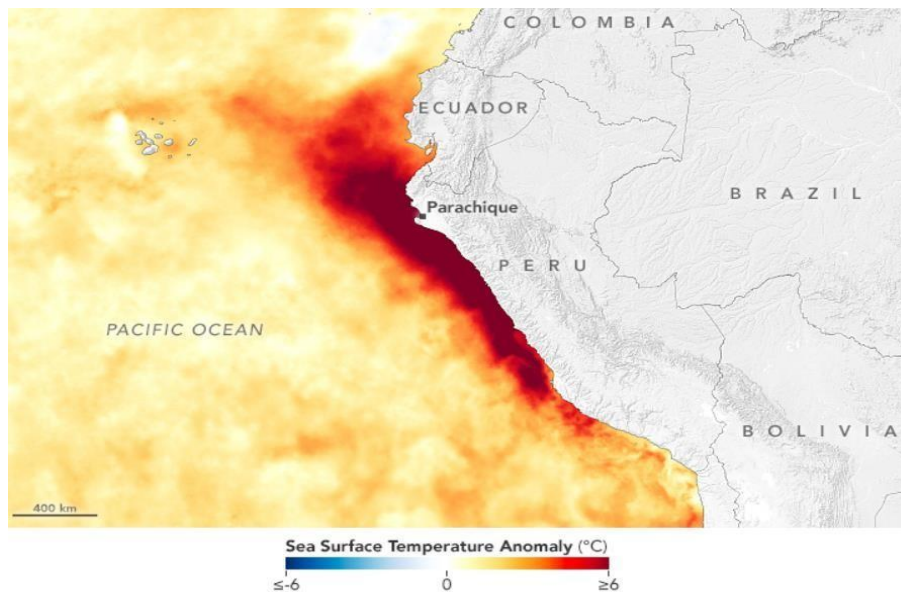 COLOMBIA
ECUADOR
BRAZIL
Parachique
PERU
PACIFIC OCEAN
BOLIVIA
400 km
Sea Surface Temperature Anomaly (°C)
≤-6 0 ≥6